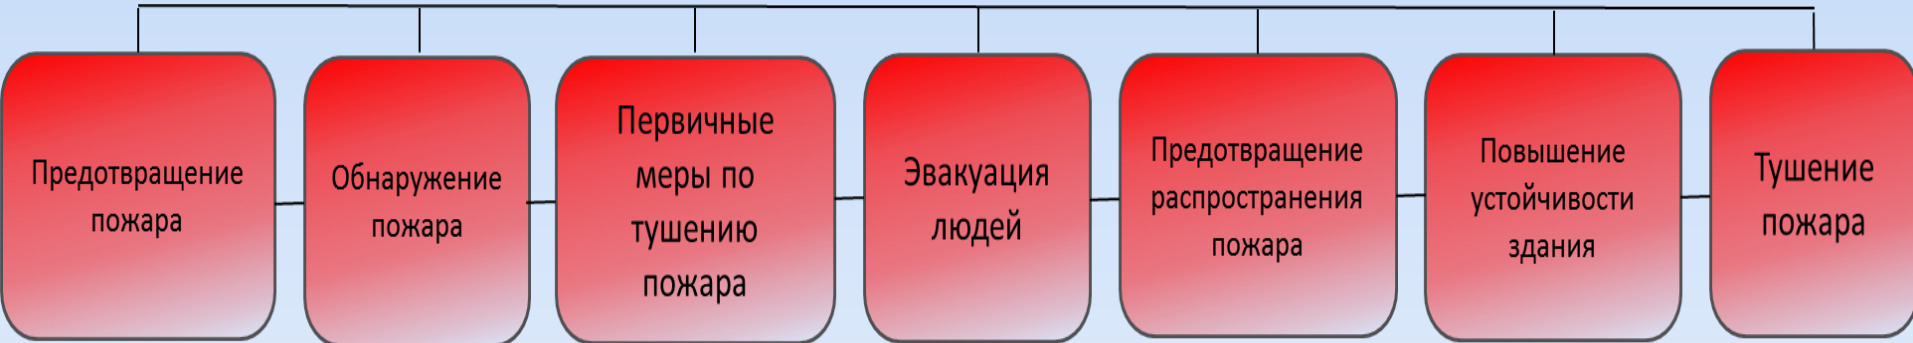 Предотвращение
пожара
Обнаружение
пожара
Первичные
меры по
тушению
пожара
Эвакуация
людей
Предотвращение
распространения
пожара
Повышение
устойчивости
здания
Тушение
пожара